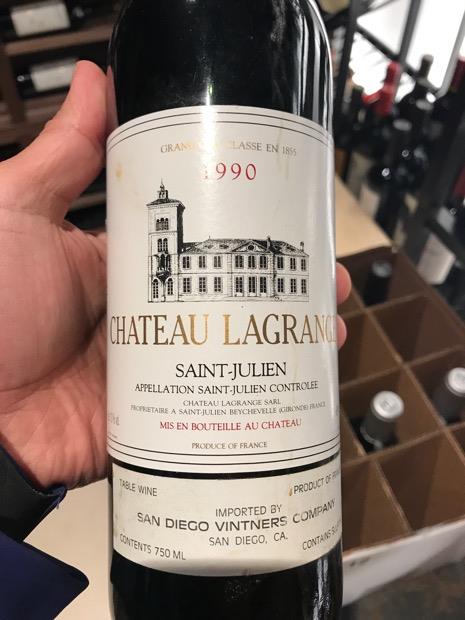 GRAND CRU CLASSE EN 1855
1990
CHATEAU LAGRANGE
SAINT-JULIEN
APPELLATION SAINT-JULIEN CONTROLEE
CHATEAU LAGRANGE SARL
PROPRIETAIRE A SAINT-JULIEN BEYCHEVELLE (GIRONDE) FRANCE
MIS EN BOUTEILLE AU CHATEAU
PRODUCE OF FRANCE
TABLE WINE
PRODUCT OF
IMPORTED BY
SAN DIEGO VINTNERS COMPANY
SAN DIEGO, CA.
CONTENTS 750 ML
CONTAINS